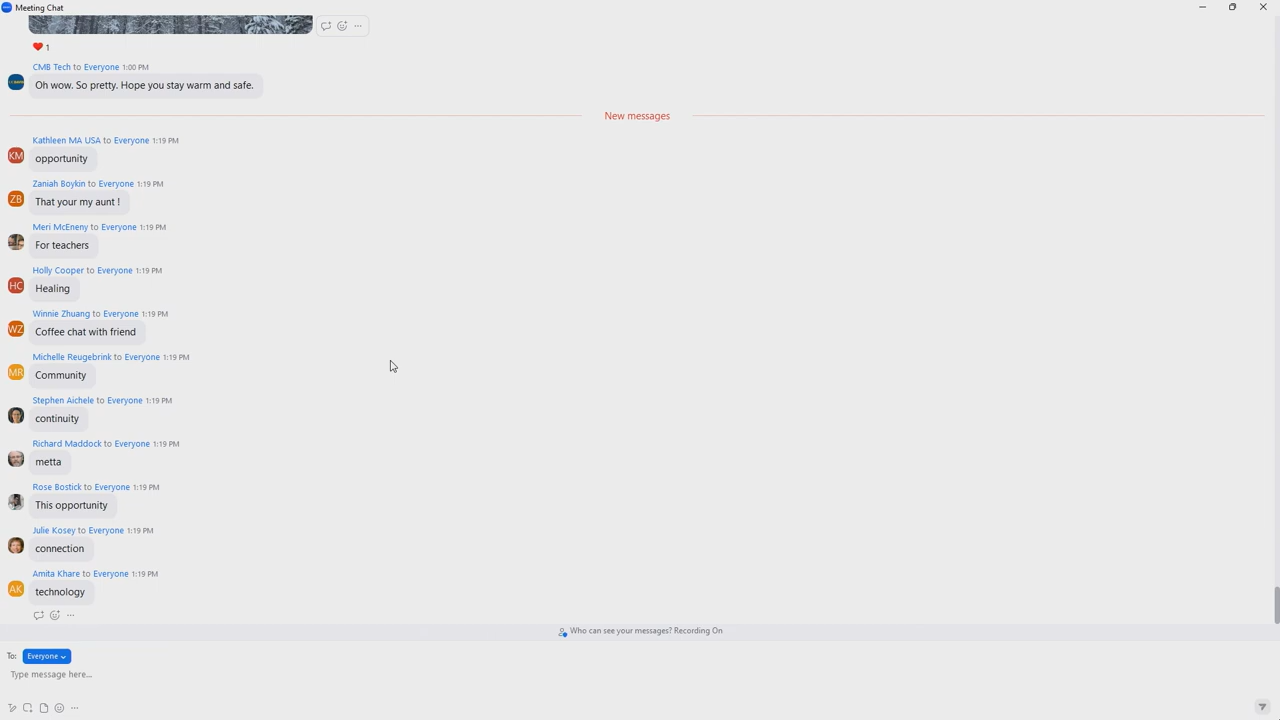 Meeting Chat
1
CMB Tech to Everyone 1:00 PM
Oh wow. So pretty. Hope you stay warm and safe.
New messages
Kathleen MA USA to Everyone 1:19 PM
KM
opportunity
Zaniah Boykin to Everyone 1:19 PM
ZB
That your my aunt !
Meri McEneny to Everyone 1:19 PM
For teachers
Holly Cooper to Everyone 1:19 PM
HC
Healing
Winnie Zhuang to Everyone 1:19 PM
WZ
Coffee chat with friend
Michelle Reugebrink to Everyone 1:19 PM
MR
Community
Stephen Aichele to Everyone 1:19 PM
continuity
Richard Maddock to Everyone 1:19 PM
metta
Rose Bostick to Everyone 1:19 PM
This opportunity
Julie Kosey to Everyone 1:19 PM
connection
Amita Khare to Everyone 1:19 PM
AK
technology
Who can see your messages? Recording On
To: Everyone
Type message here...